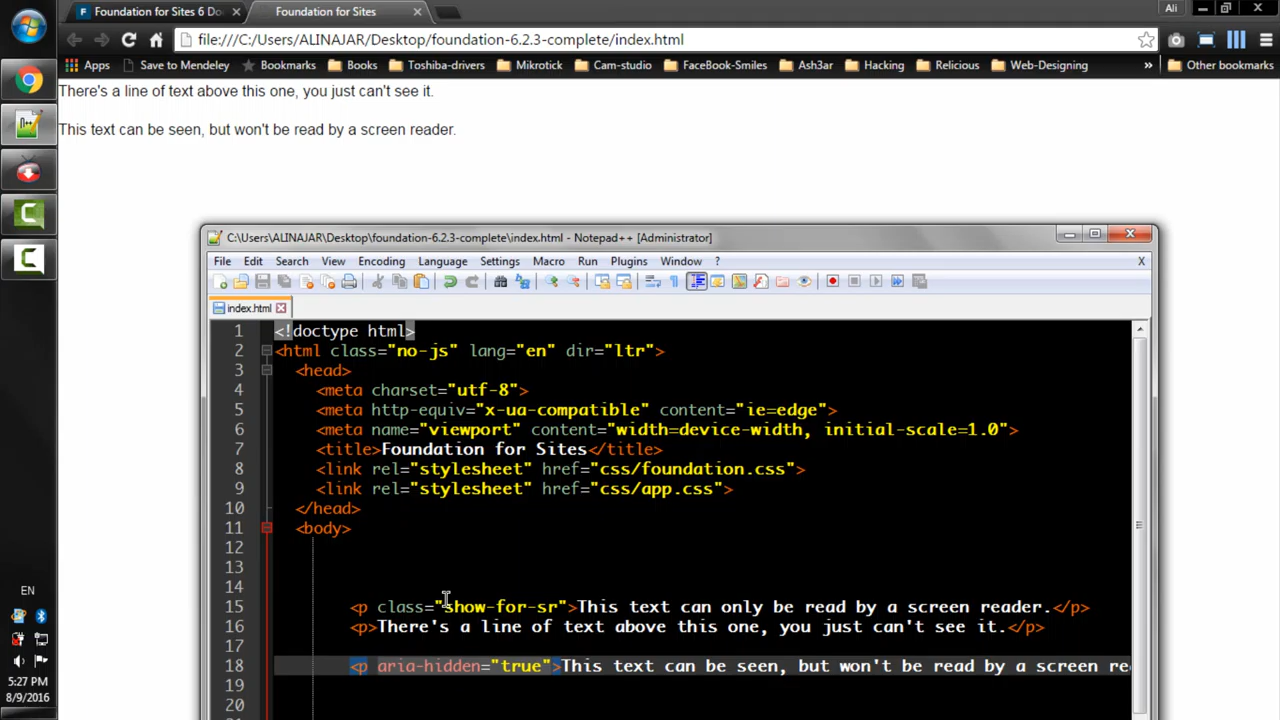 Foundation for Sites 6 Do
Foundation for Sites
Ali
file:///C:/Users/ALINAJAR/Desktop/foundation-6.2.3-complete/index.html
Apps Save to Mendeley Bookmarks Books Toshiba-drivers Mikrotick Cam-studio FaceBook-Smiles Ash3ar Hacking Relicious Web-Designing » Other bookmarks
There's a line of text above this one, you just can't see it.
This text can be seen, but won't be read by a screen reader.
C:\Users\ALINAJAR\Desktop\foundation-6.2.3-complete\index.html - Notepad++ [Administrator]
File Edit Search View Encoding Language Settings Macro Run Plugins Window ? X
index.html
1 <!doctype html>
2 <html class="no-js" lang="en" dir="ltr">
3 <head>
4 <meta charset="utf-8">
5 <meta http-equiv="x-ua-compatible" content="ie=edge">
6 <meta name="viewport" content="width=device-width, initial-scale=1.0">
7 <title>Foundation for Sites</title>
8 <link rel="stylesheet" href="css/foundation.css">
9 <link rel="stylesheet" href="css/app.css">
10 </head>
11 <body>
12
13
14
15 <p class="show-for-sr">This text can only be read by a screen reader.</p>
16 <p>There's a line of text above this one, you just can't see it.</p>
17
18 <p aria-hidden="true">This text can be seen, but won't be read by a screen re
19
20
EN
5:27 PM
8/9/2016